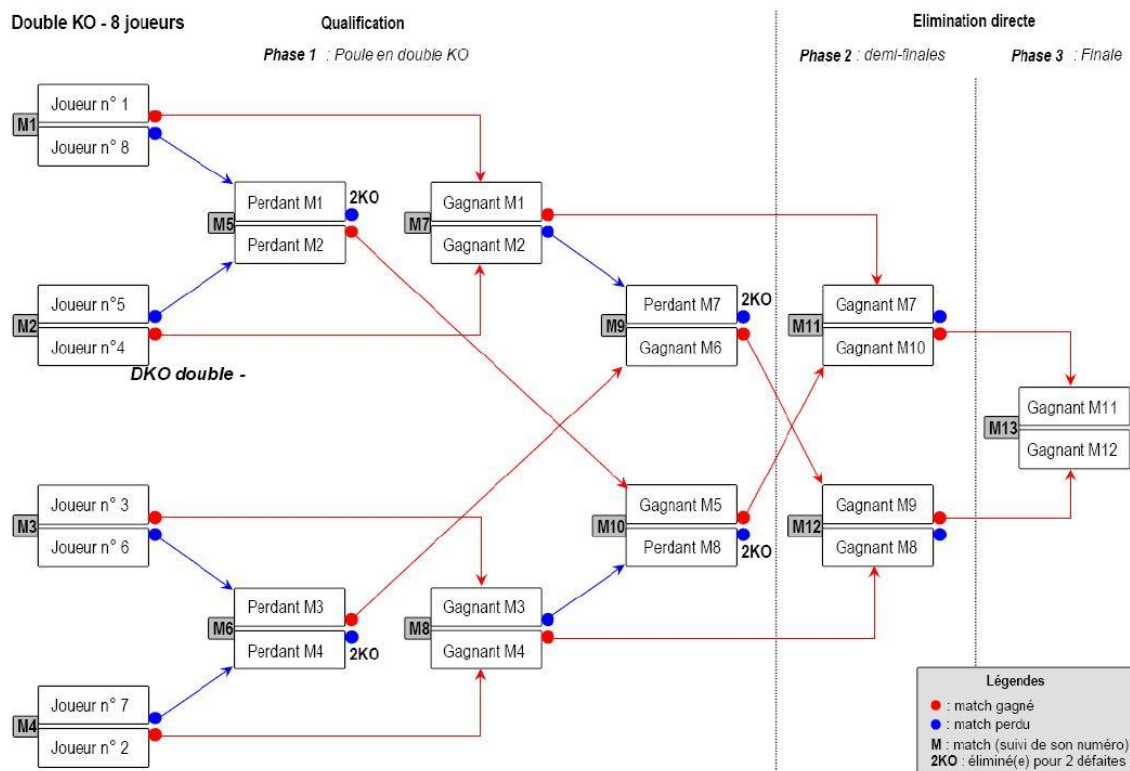 Double KO - 8 joueurs
Qualification
Elimination directe
Phase 1 : Poule en double KO
Phase 2 : demi-finales
Phase 3 : Finale
M1
Joueur n° 1
Joueur n° 8
M5
Perdant M1
Perdant M2
2KO
M7
Gagnant M1
Gagnant M2
M2
Joueur n°5
Joueur n°4
DKO double -
M9
Perdant M7
Gagnant M6
2KO
M11
Gagnant M7
Gagnant M10
M13
Gagnant M11
Gagnant M12
M3
Joueur n° 3
Joueur n° 6
M10
Gagnant M5
Perdant M8
2KO
M12
Gagnant M9
Gagnant M8
M6
Perdant M3
Perdant M4
2KO
M8
Gagnant M3
Gagnant M4
M4
Joueur n° 7
Joueur n° 2
Légendes
: match gagné
: match perdu
M : match (suivi de son numéro)
2KO : éliminé(e) pour 2 défaites